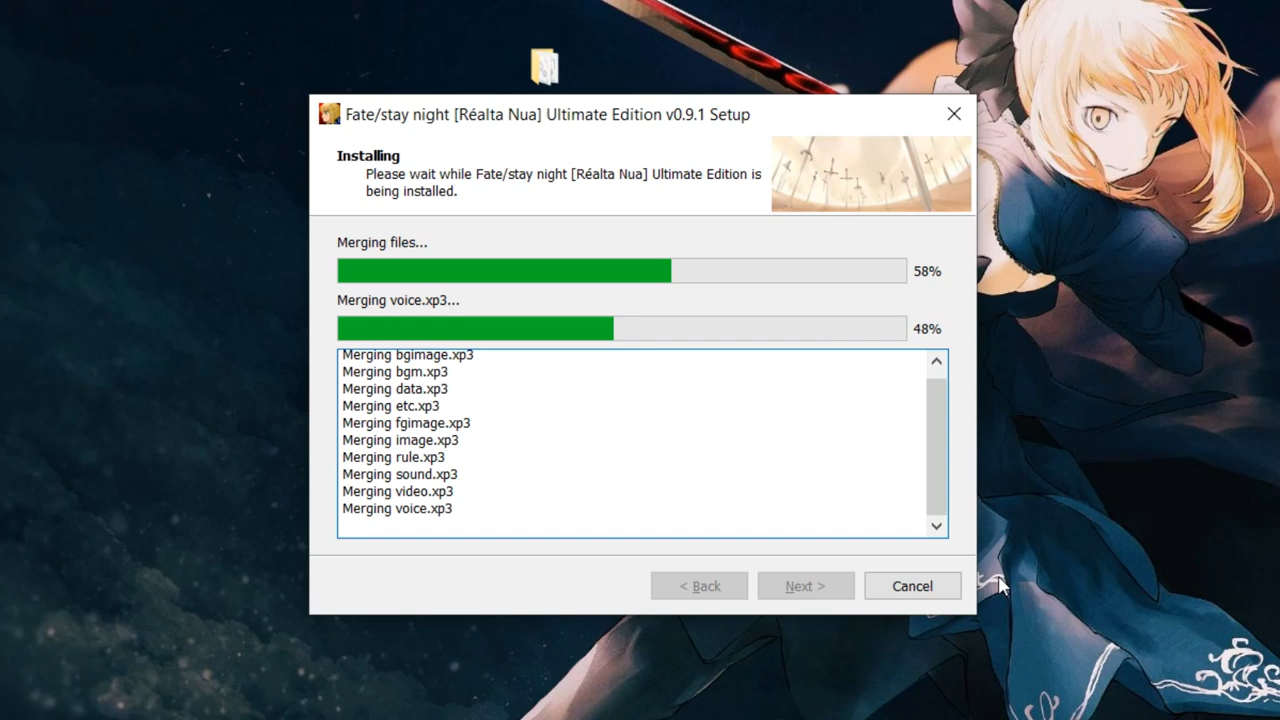 Fate/stay night [Réalta Nua] Ultimate Edition v0.9.1 Setup
Installing
Please wait while Fate/stay night [Réalta Nua] Ultimate Edition is
being installed.
Merging files...
58%
Merging voice.xp3...
48%
Merging bgimage.xp3
Merging bgm.xp3
Merging data.xp3
Merging etc.xp3
Merging fgimage.xp3
Merging image.xp3
Merging rule.xp3
Merging sound.xp3
Merging video.xp3
Merging voice.xp3
< Back
Next >
Cancel